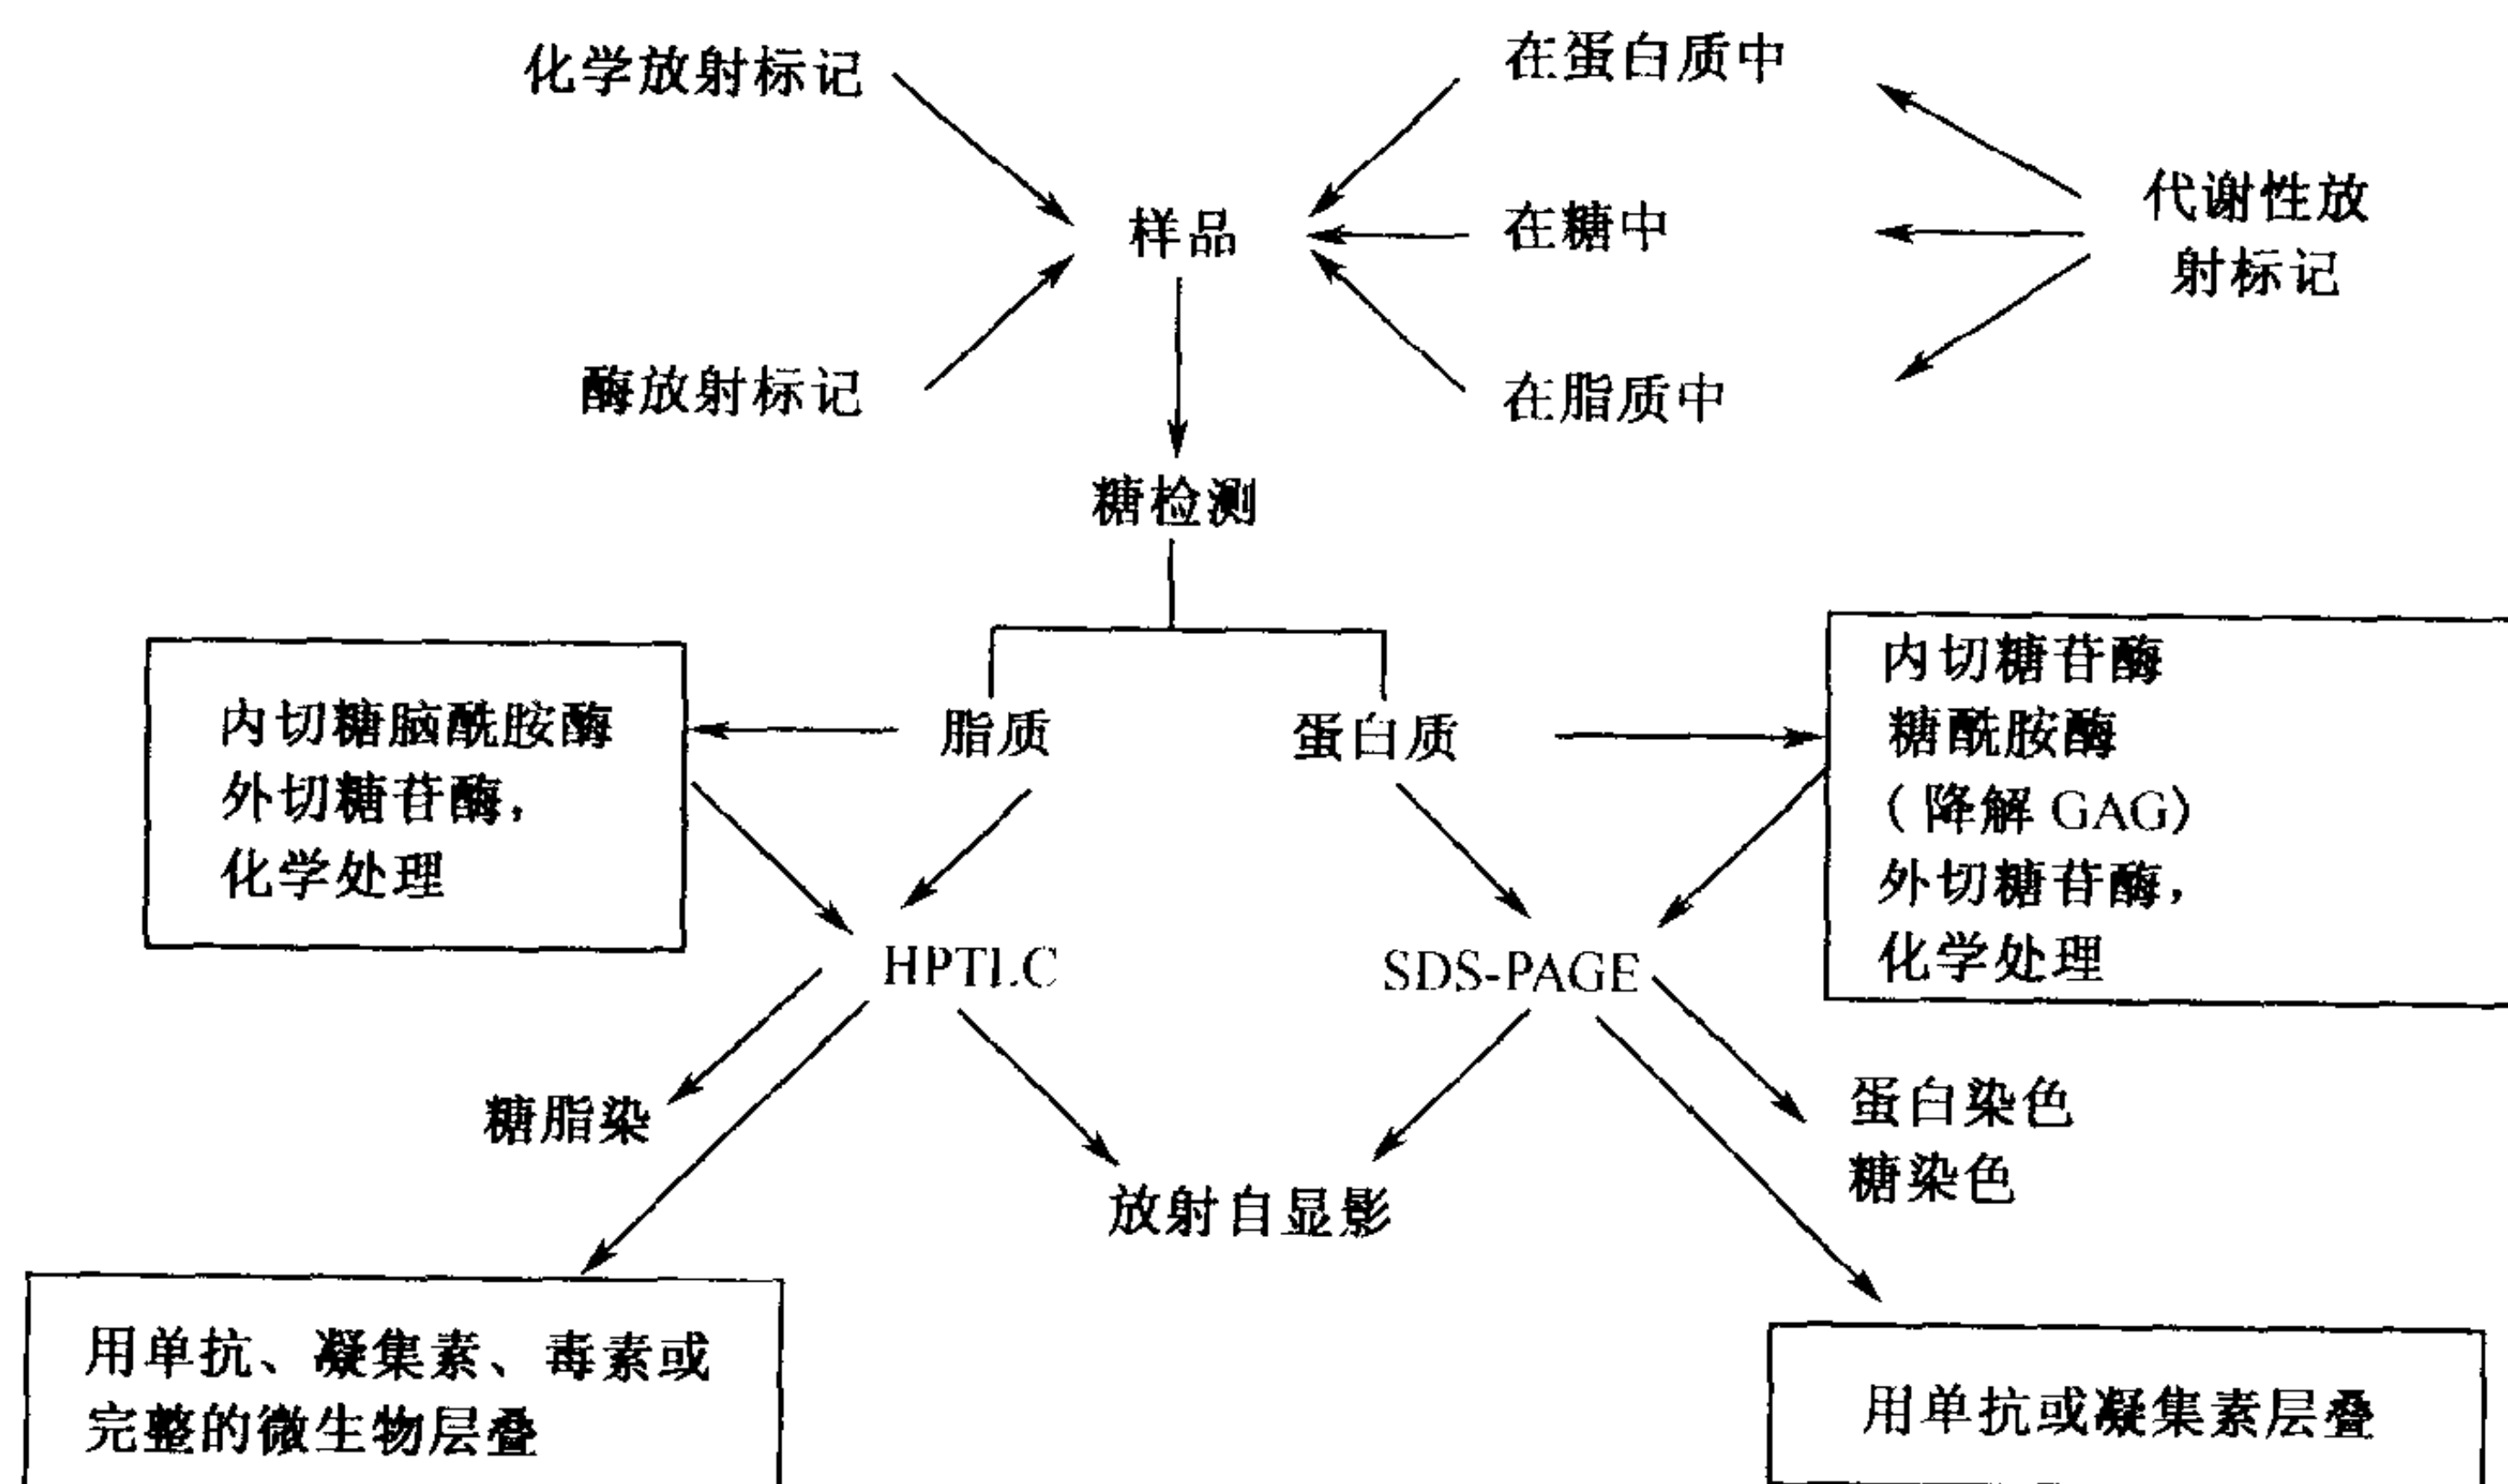 化学放射标记
在蛋白质中
代谢性放
射标记
样品
在糖中
酶放射标记
在脂质中
糖检测
内切糖脑酰胺酶
外切糖苷酶,
化学处理
脂质
蛋白质
内切糖苷酶
糖酰胺酶
(降解 GAG)
外切糖苷酶,
化学处理
HPTLC
SDS-PAGE
糖脂染
放射自显影
蛋白染色
糖染色
用单抗、凝集素、毒素或
完整的微生物层叠
用单抗或凝集素层叠